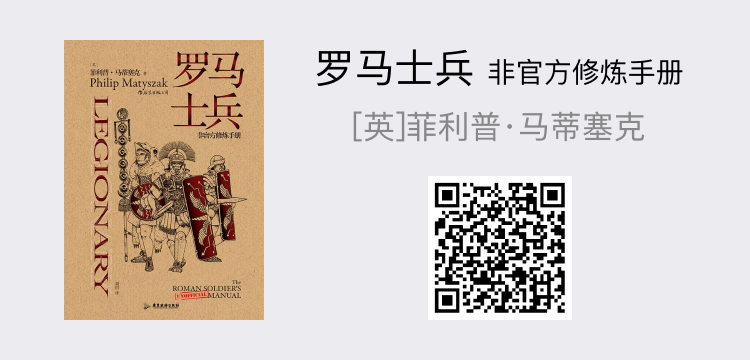 [英]
菲利普·马蒂塞克 著
Philip Matyszak
罗马
士兵
非官方修炼手册
LEGIONARY
The
ROMAN SOLDIER'S
(UNOFFICIAL) MANUAL
罗马士兵 非官方修炼手册
[英]菲利普·马蒂塞克